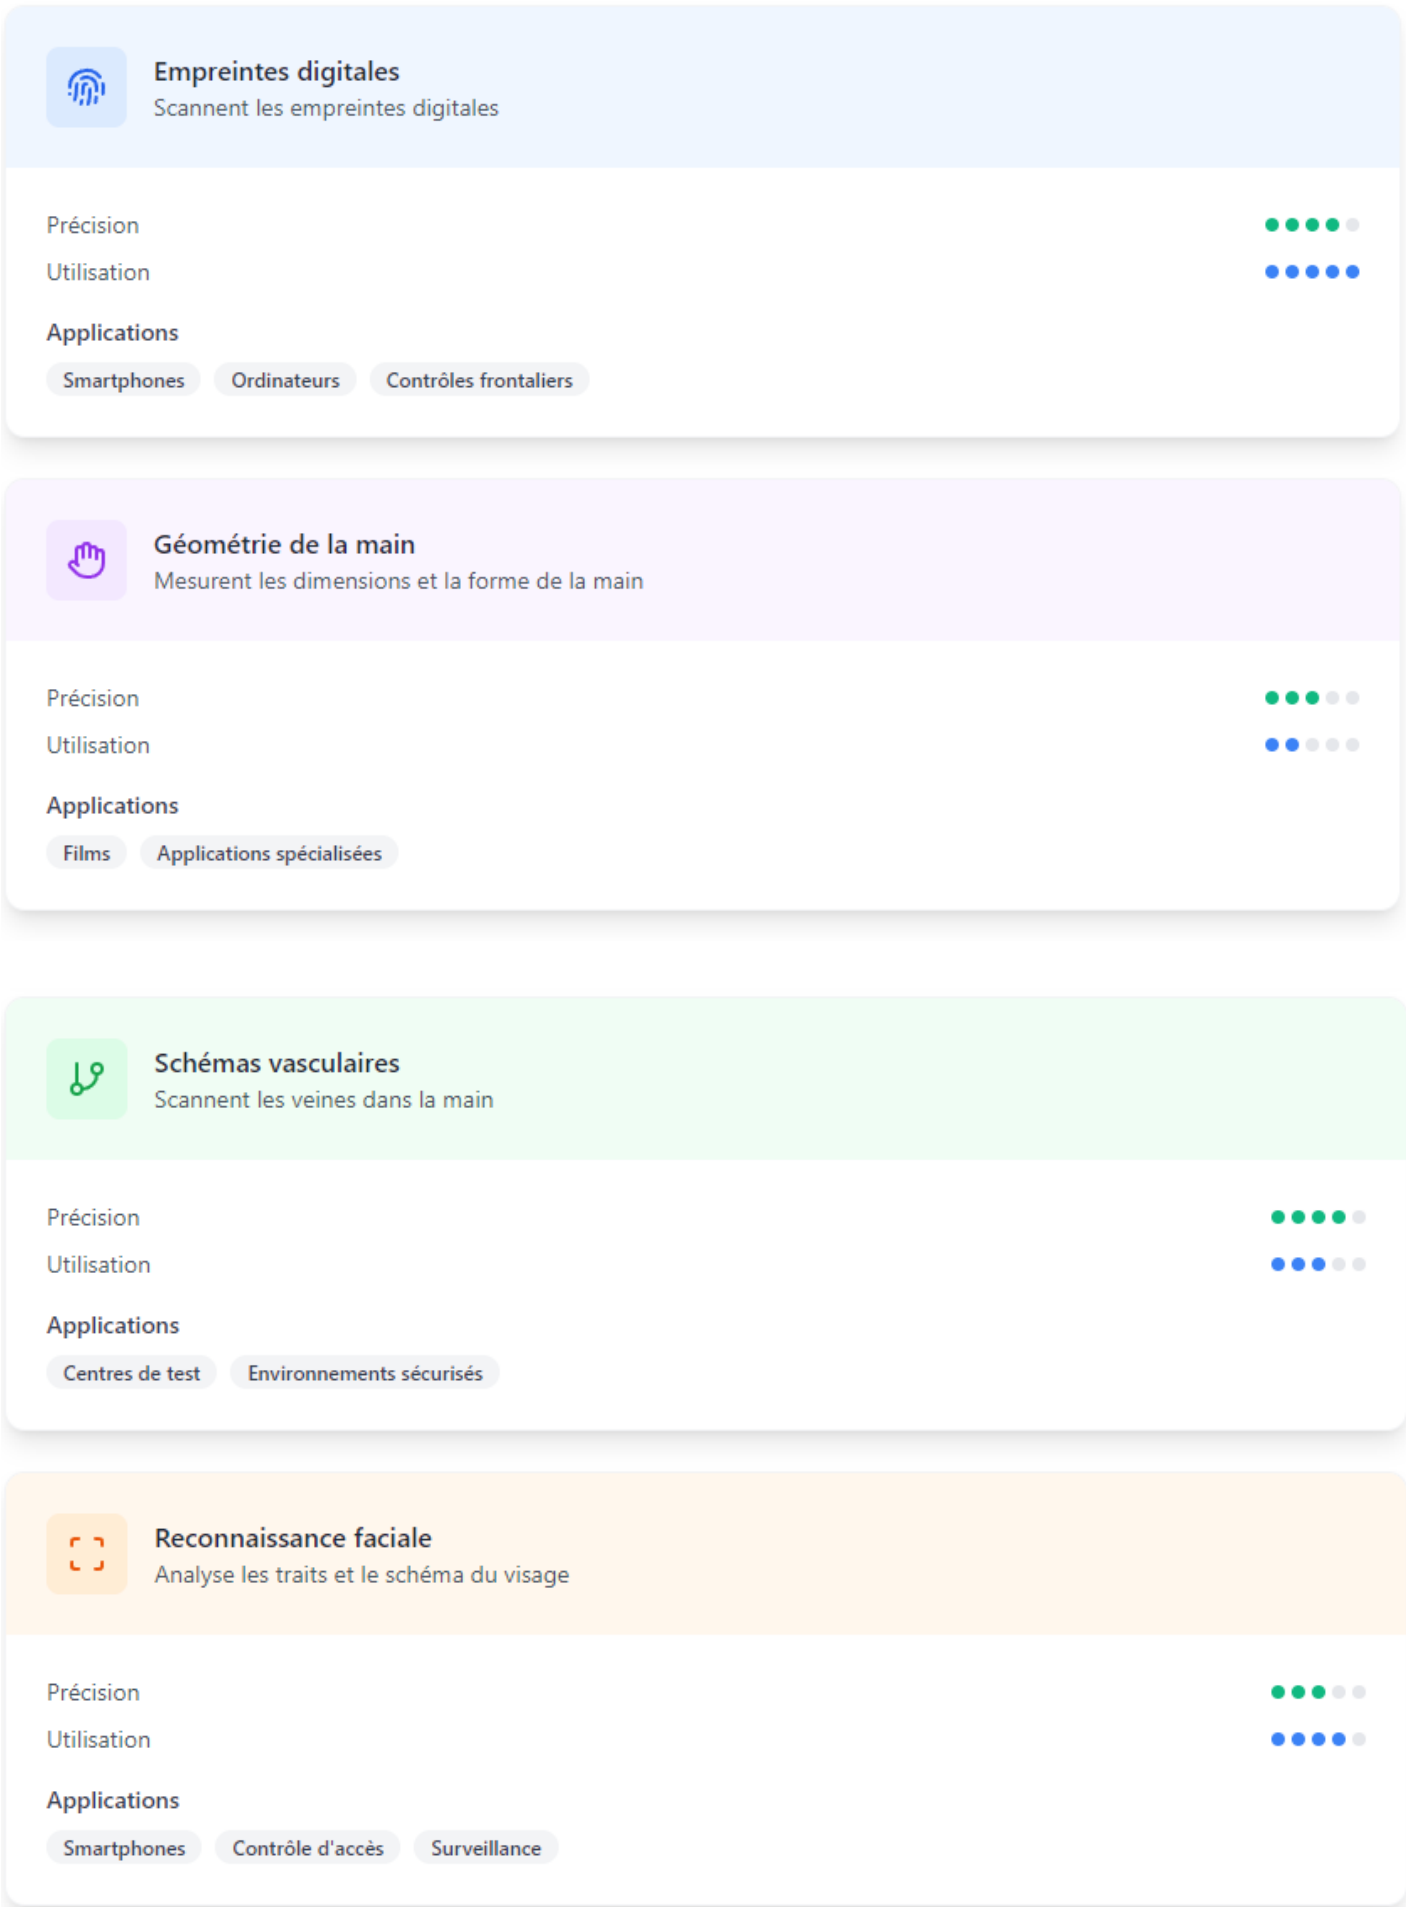 Empreintes digitales
Scannent les empreintes digitales
Précision
Utilisation
Applications
Smartphones Ordinateurs Contrôles frontaliers
Géométrie de la main
Mesurent les dimensions et la forme de la main
Précision
Utilisation
Applications
Films Applications spécialisées
Schémas vasculaires
Scannent les veines dans la main
Précision
Utilisation
Applications
Centres de test Environnements sécurisés
Reconnaissance faciale
Analyse les traits et le schéma du visage
Précision
Utilisation
Applications
Smartphones Contrôle d'accès Surveillance